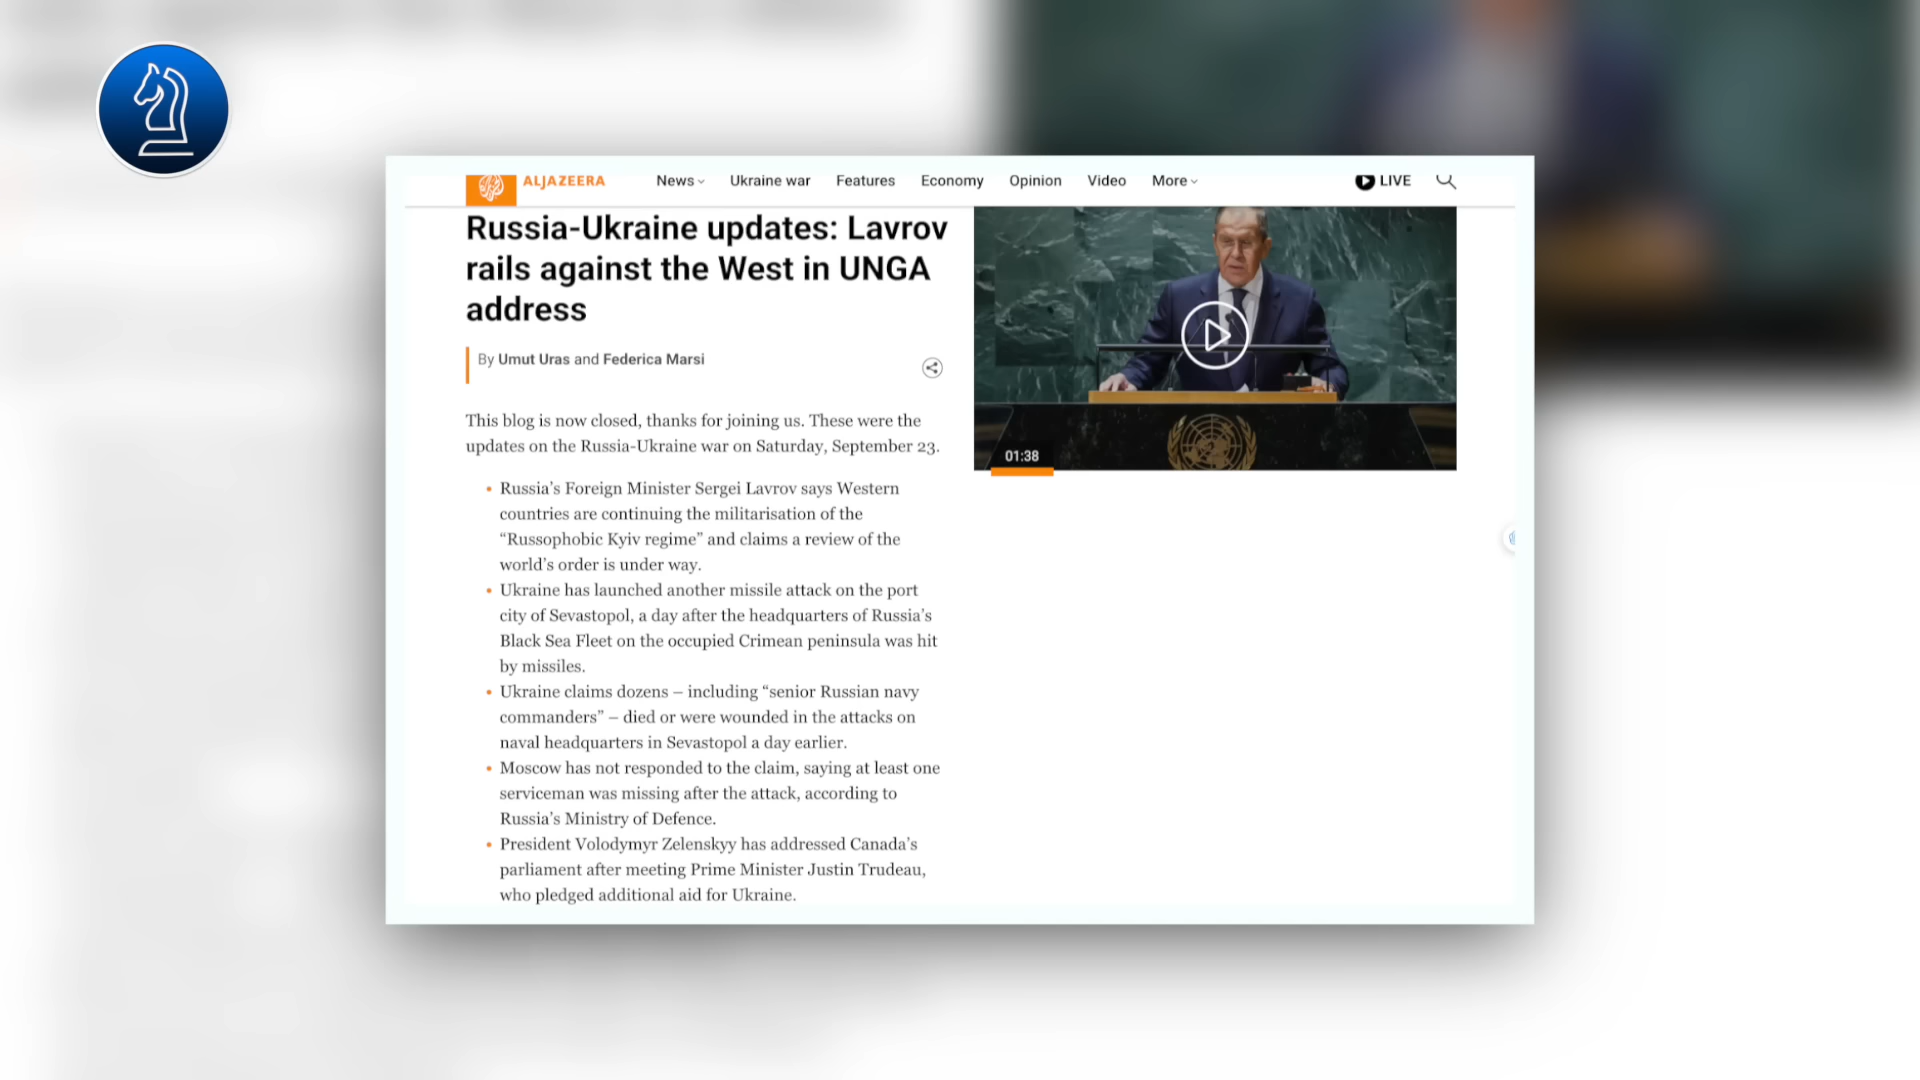 ALJAZEERA
News
Ukraine war
Features
Economy
Opinion
Video
More
LIVE
Russia-Ukraine updates: Lavrov
rails against the West in UNGA
address
By Umut Uras and Federica Marsi
This blog is now closed, thanks for joining us. These were the
updates on the Russia-Ukraine war on Saturday, September 23.
• Russia’s Foreign Minister Sergei Lavrov says Western
countries are continuing the militarisation of the
“Russophobic Kyiv regime” and claims a review of the
world’s order is under way.
• Ukraine has launched another missile attack on the port
city of Sevastopol, a day after the headquarters of Russia’s
Black Sea Fleet on the occupied Crimean peninsula was hit
by missiles.
• Ukraine claims dozens – including “senior Russian navy
commanders” – died or were wounded in the attacks on
naval headquarters in Sevastopol a day earlier.
• Moscow has not responded to the claim, saying at least one
serviceman was missing after the attack, according to
Russia’s Ministry of Defence.
• President Volodymyr Zelenskyy has addressed Canada’s
parliament after meeting Prime Minister Justin Trudeau,
who pledged additional aid for Ukraine.
01:38